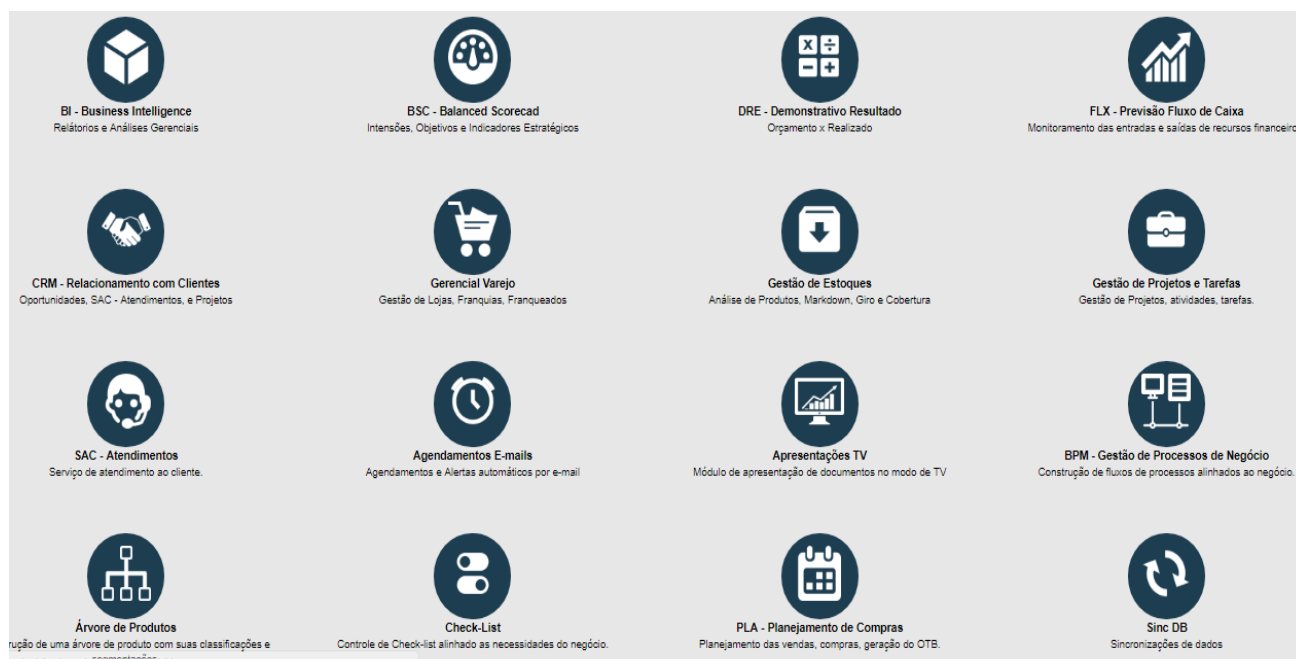 BI - Business Intelligence
Relátorios e Análises Gerenciais
BSC - Balanced Scorecad
Intensões, Objetivos e Indicadores Estratégicos
DRE - Demonstrativo Resultado
Orçamento x Realizado
FLX - Previsão Fluxo de Caixa
Monitoramento das entradas e saídas de recursos financeiro
CRM - Relacionamento com Clientes
Oportunidades, SAC - Atendimentos, e Projetos
Gerencial Varejo
Gestão de Lojas, Franquias, Franqueados
Gestão de Estoques
Análise de Produtos, Markdown, Giro e Cobertura
Gestão de Projetos e Tarefas
Gestão de Projetos, atividades, tarefas.
SAC - Atendimentos
Serviço de atendimento ao cliente.
Agendamentos E-mails
Agendamentos e Alertas automáticos por e-mail
Apresentações TV
Módulo de apresentação de documentos no modo de TV
BPM - Gestão de Processos de Negócio
Construção de fluxos de processos alinhados ao negócio.
Árvore de Produtos
rução de uma árvore de produto com suas classificações e
Check-List
Controle de Check-list alinhado as necessidades do negócio.
PLA - Planejamento de Compras
Planejamento das vendas, compras, geração do OTB.
Sinc DB
Sincronizações de dados